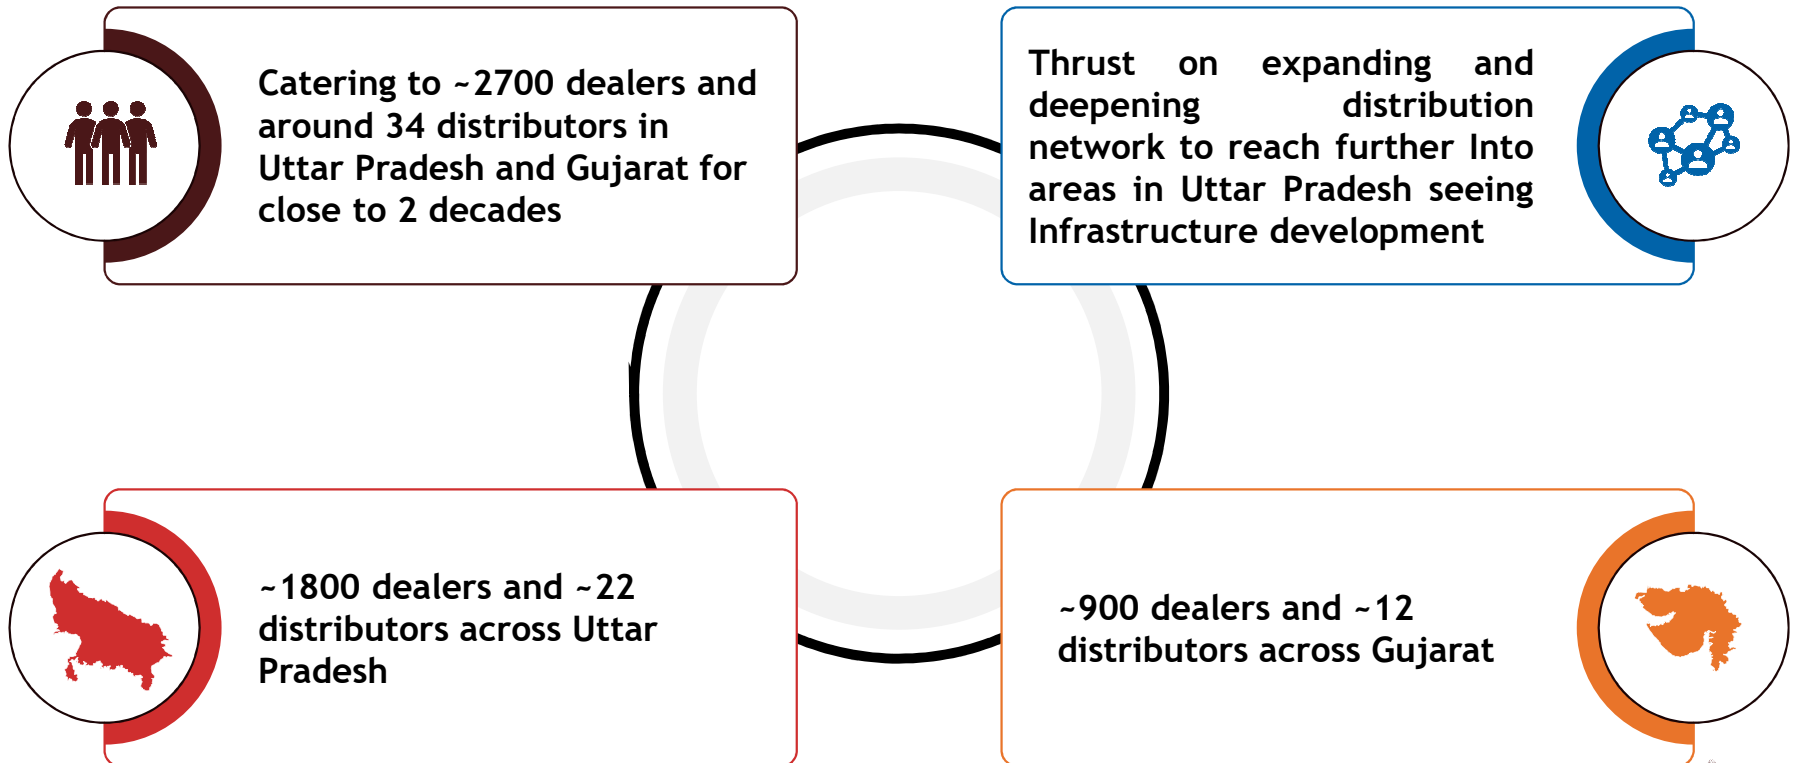 Catering to ~2700 dealers and
around 34 distributors in
Uttar Pradesh and Gujarat for
close to 2 decades
Thrust on expanding and
deepening distribution
network to reach further Into
areas in Uttar Pradesh seeing
Infrastructure development
~1800 dealers and ~22
distributors across Uttar
Pradesh
~900 dealers and ~12
distributors across Gujarat